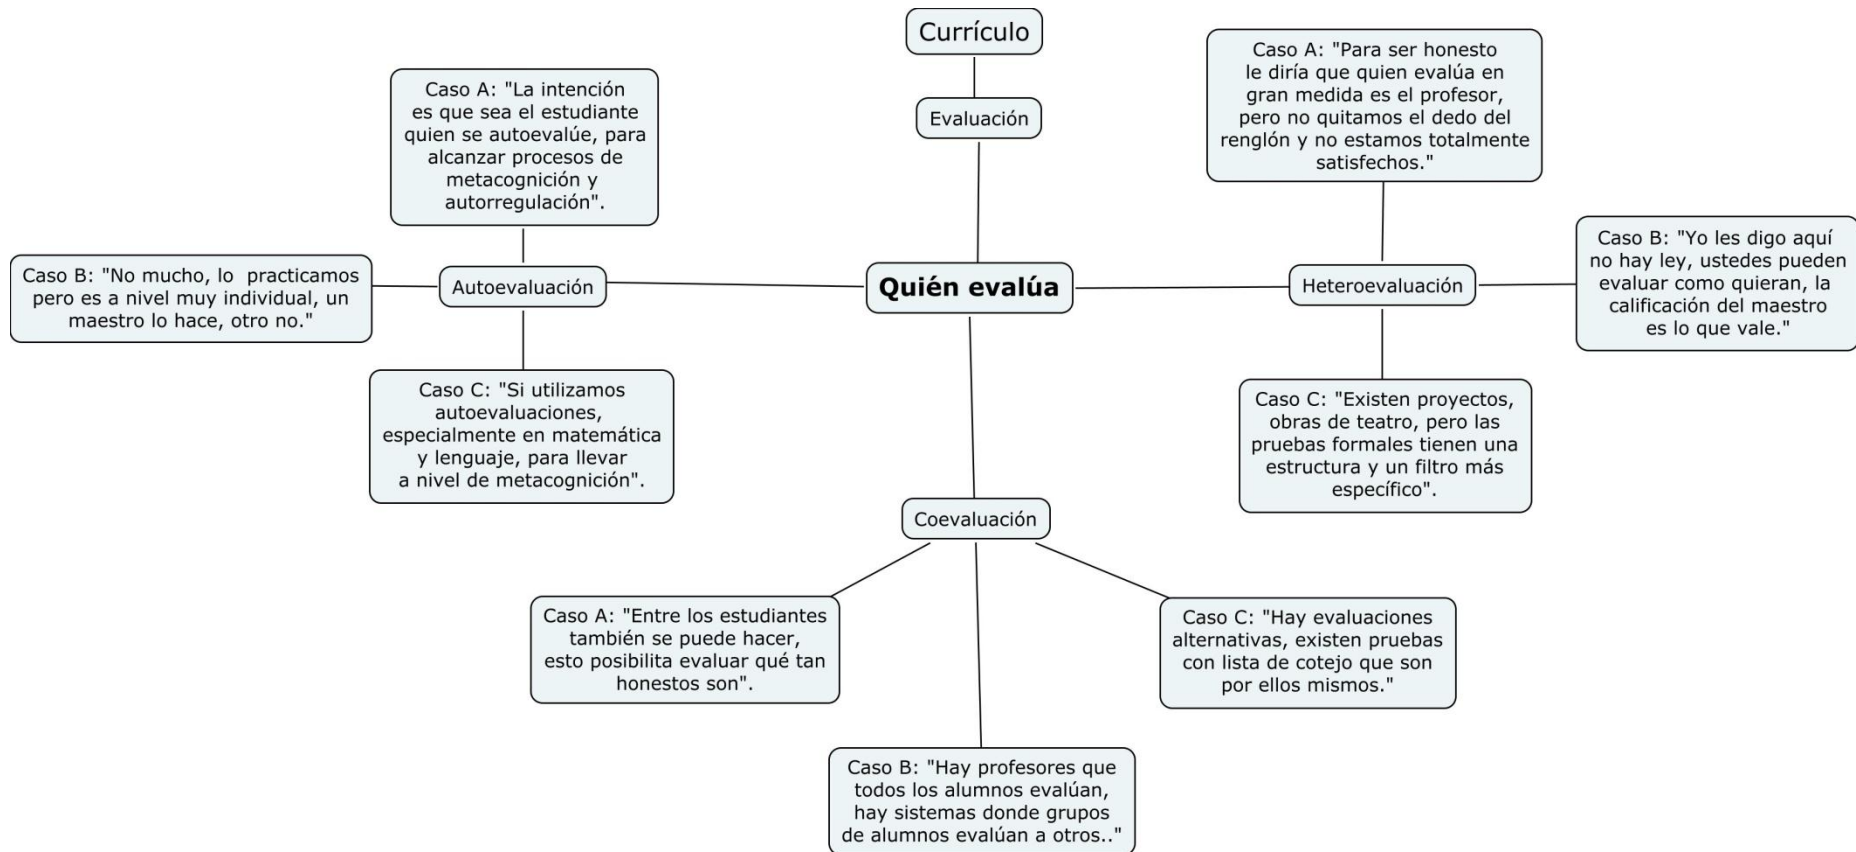 Currículo
Evaluación
Quién evalúa
Autoevaluación
Caso A: "La intención
es que sea el estudiante
quien se autoevalúe, para
alcanzar procesos de
metacognición y
autorregulación".
Caso B: "No mucho, lo  practicamos
pero es a nivel muy individual, un
maestro lo hace, otro no."
Caso C: "Si utilizamos
autoevaluaciones,
especialmente en matemática
y lenguaje, para llevar
a nivel de metacognición".
Heteroevaluación
Caso A: "Para ser honesto
le diría que quien evalúa en
gran medida es el profesor,
pero no quitamos el dedo del
renglón y no estamos totalmente
satisfechos."
Caso B: "Yo les digo aquí
no hay ley, ustedes pueden
evaluar como quieran, la
calificación del maestro
es lo que vale."
Caso C: "Existen proyectos,
obras de teatro, pero las
pruebas formales tienen una
estructura y un filtro más
específico".
Coevaluación
Caso A: "Entre los estudiantes
también se puede hacer,
esto posibilita evaluar qué tan
honestos son".
Caso B: "Hay profesores que
todos los alumnos evalúan,
hay sistemas donde grupos
de alumnos evalúan a otros.."
Caso C: "Hay evaluaciones
alternativas, existen pruebas
con lista de cotejo que son
por ellos mismos."